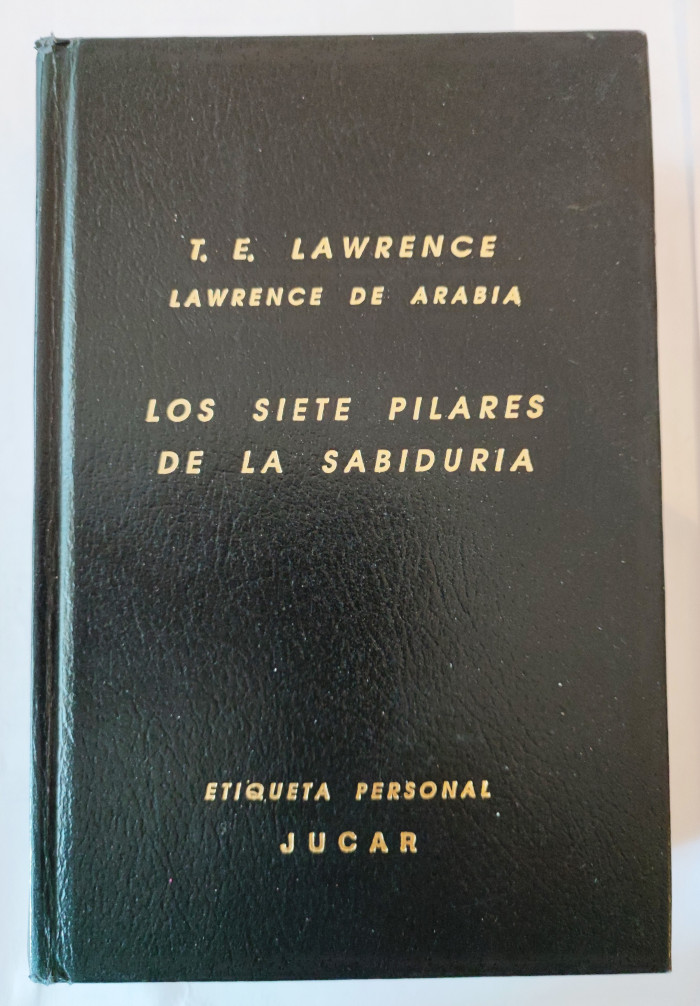 T. E. LAWRENCE
LAWRENCE DE ARABIA
LOS SIETE PILARES
DE LA SABIDURIA
ETIQUETA PERSONAL
JUCAR